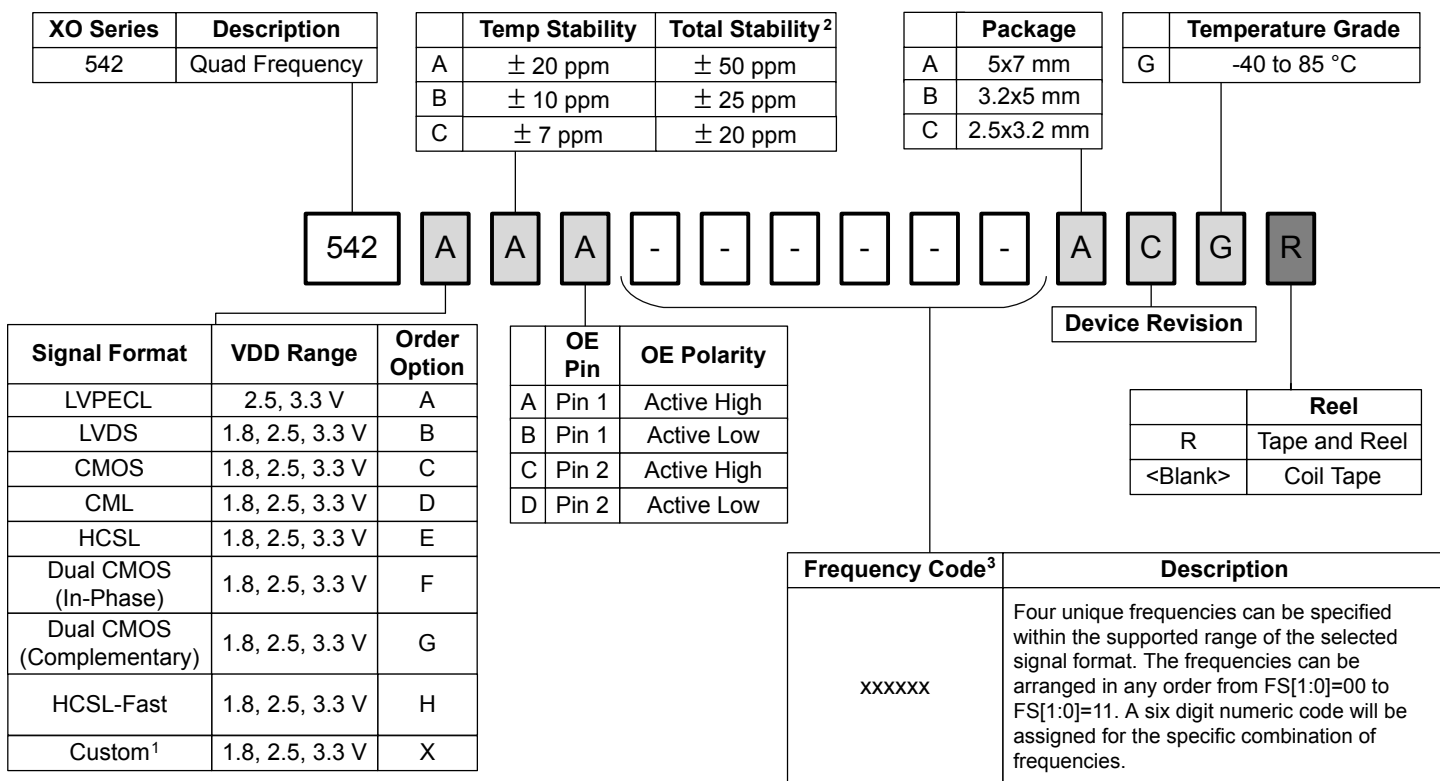 XO Series Description
542 Quad Frequency
Temp Stability Total Stability²
A ± 20 ppm ± 50 ppm
B ± 10 ppm ± 25 ppm
C ± 7 ppm ± 20 ppm
Package
A 5x7 mm
B 3.2x5 mm
C 2.5x3.2 mm
Temperature Grade
G -40 to 85 °C
542 A A A - - - - - - A C G R
Signal Format VDD Range Order Option
LVPECL 2.5, 3.3 V A
LVDS 1.8, 2.5, 3.3 V B
CMOS 1.8, 2.5, 3.3 V C
CML 1.8, 2.5, 3.3 V D
HCSL 1.8, 2.5, 3.3 V E
Dual CMOS (In-Phase) 1.8, 2.5, 3.3 V F
Dual CMOS (Complementary) 1.8, 2.5, 3.3 V G
HCSL-Fast 1.8, 2.5, 3.3 V H
Custom¹ 1.8, 2.5, 3.3 V X
OE Pin OE Polarity
A Pin 1 Active High
B Pin 1 Active Low
C Pin 2 Active High
D Pin 2 Active Low
Device Revision
Reel
R Tape and Reel
<Blank> Coil Tape
Frequency Code³ Description
xxxxxx
Four unique frequencies can be specified
within the supported range of the selected
signal format. The frequencies can be
arranged in any order from FS[1:0]=00 to
FS[1:0]=11. A six digit numeric code will be
assigned for the specific combination of
frequencies.